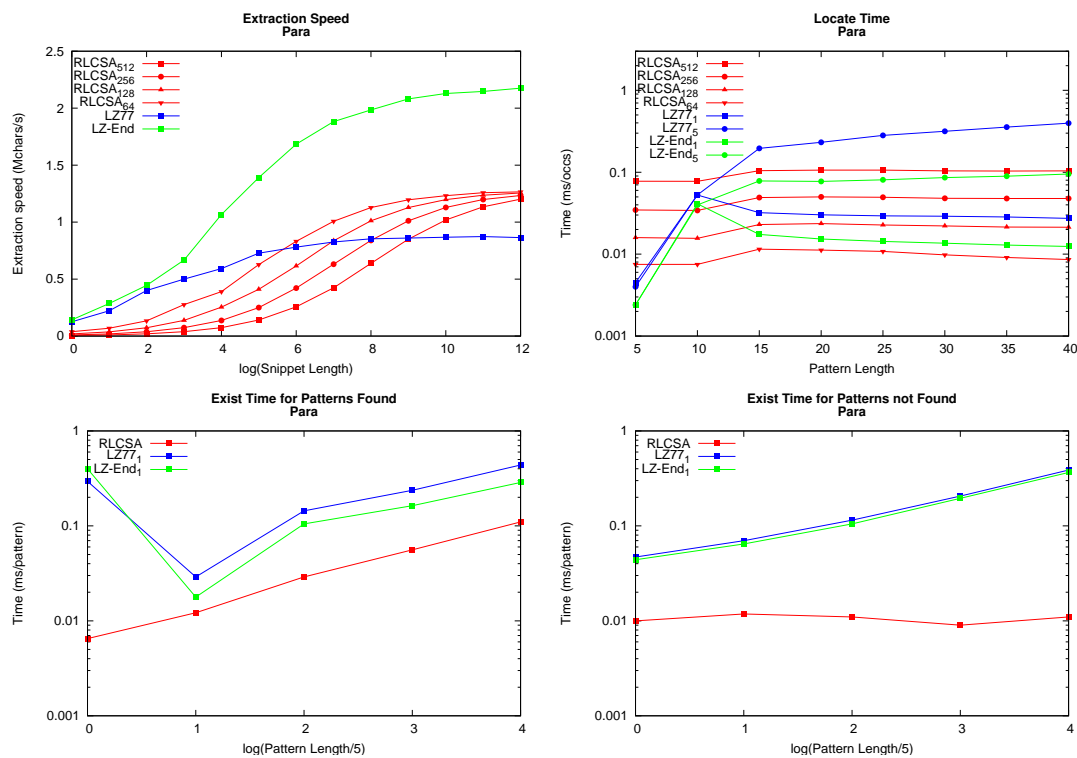 Extraction Speed
Para
Extraction speed (Mchars/s)
2.5
2
1.5
1
0.5
0
RLCSA512
RLCSA256
RLCSA128
RLCSA64
LZ77
LZ-End
0 2 4 6 8 10 12
log(Snippet Length)
Locate Time
Para
Time (ms/occs)
1
0.1
0.01
0.001
RLCSA512
RLCSA256
RLCSA128
RLCSA64
LZ771
LZ775
LZ-End1
LZ-End5
5 10 15 20 25 30 35 40
Pattern Length
Exist Time for Patterns Found
Para
Time (ms/pattern)
1
0.1
0.01
0.001
RLCSA
LZ771
LZ-End1
0 1 2 3 4
log(Pattern Length/5)
Exist Time for Patterns not Found
Para
Time (ms/pattern)
1
0.1
0.01
0.001
RLCSA
LZ771
LZ-End1
0 1 2 3 4
log(Pattern Length/5)